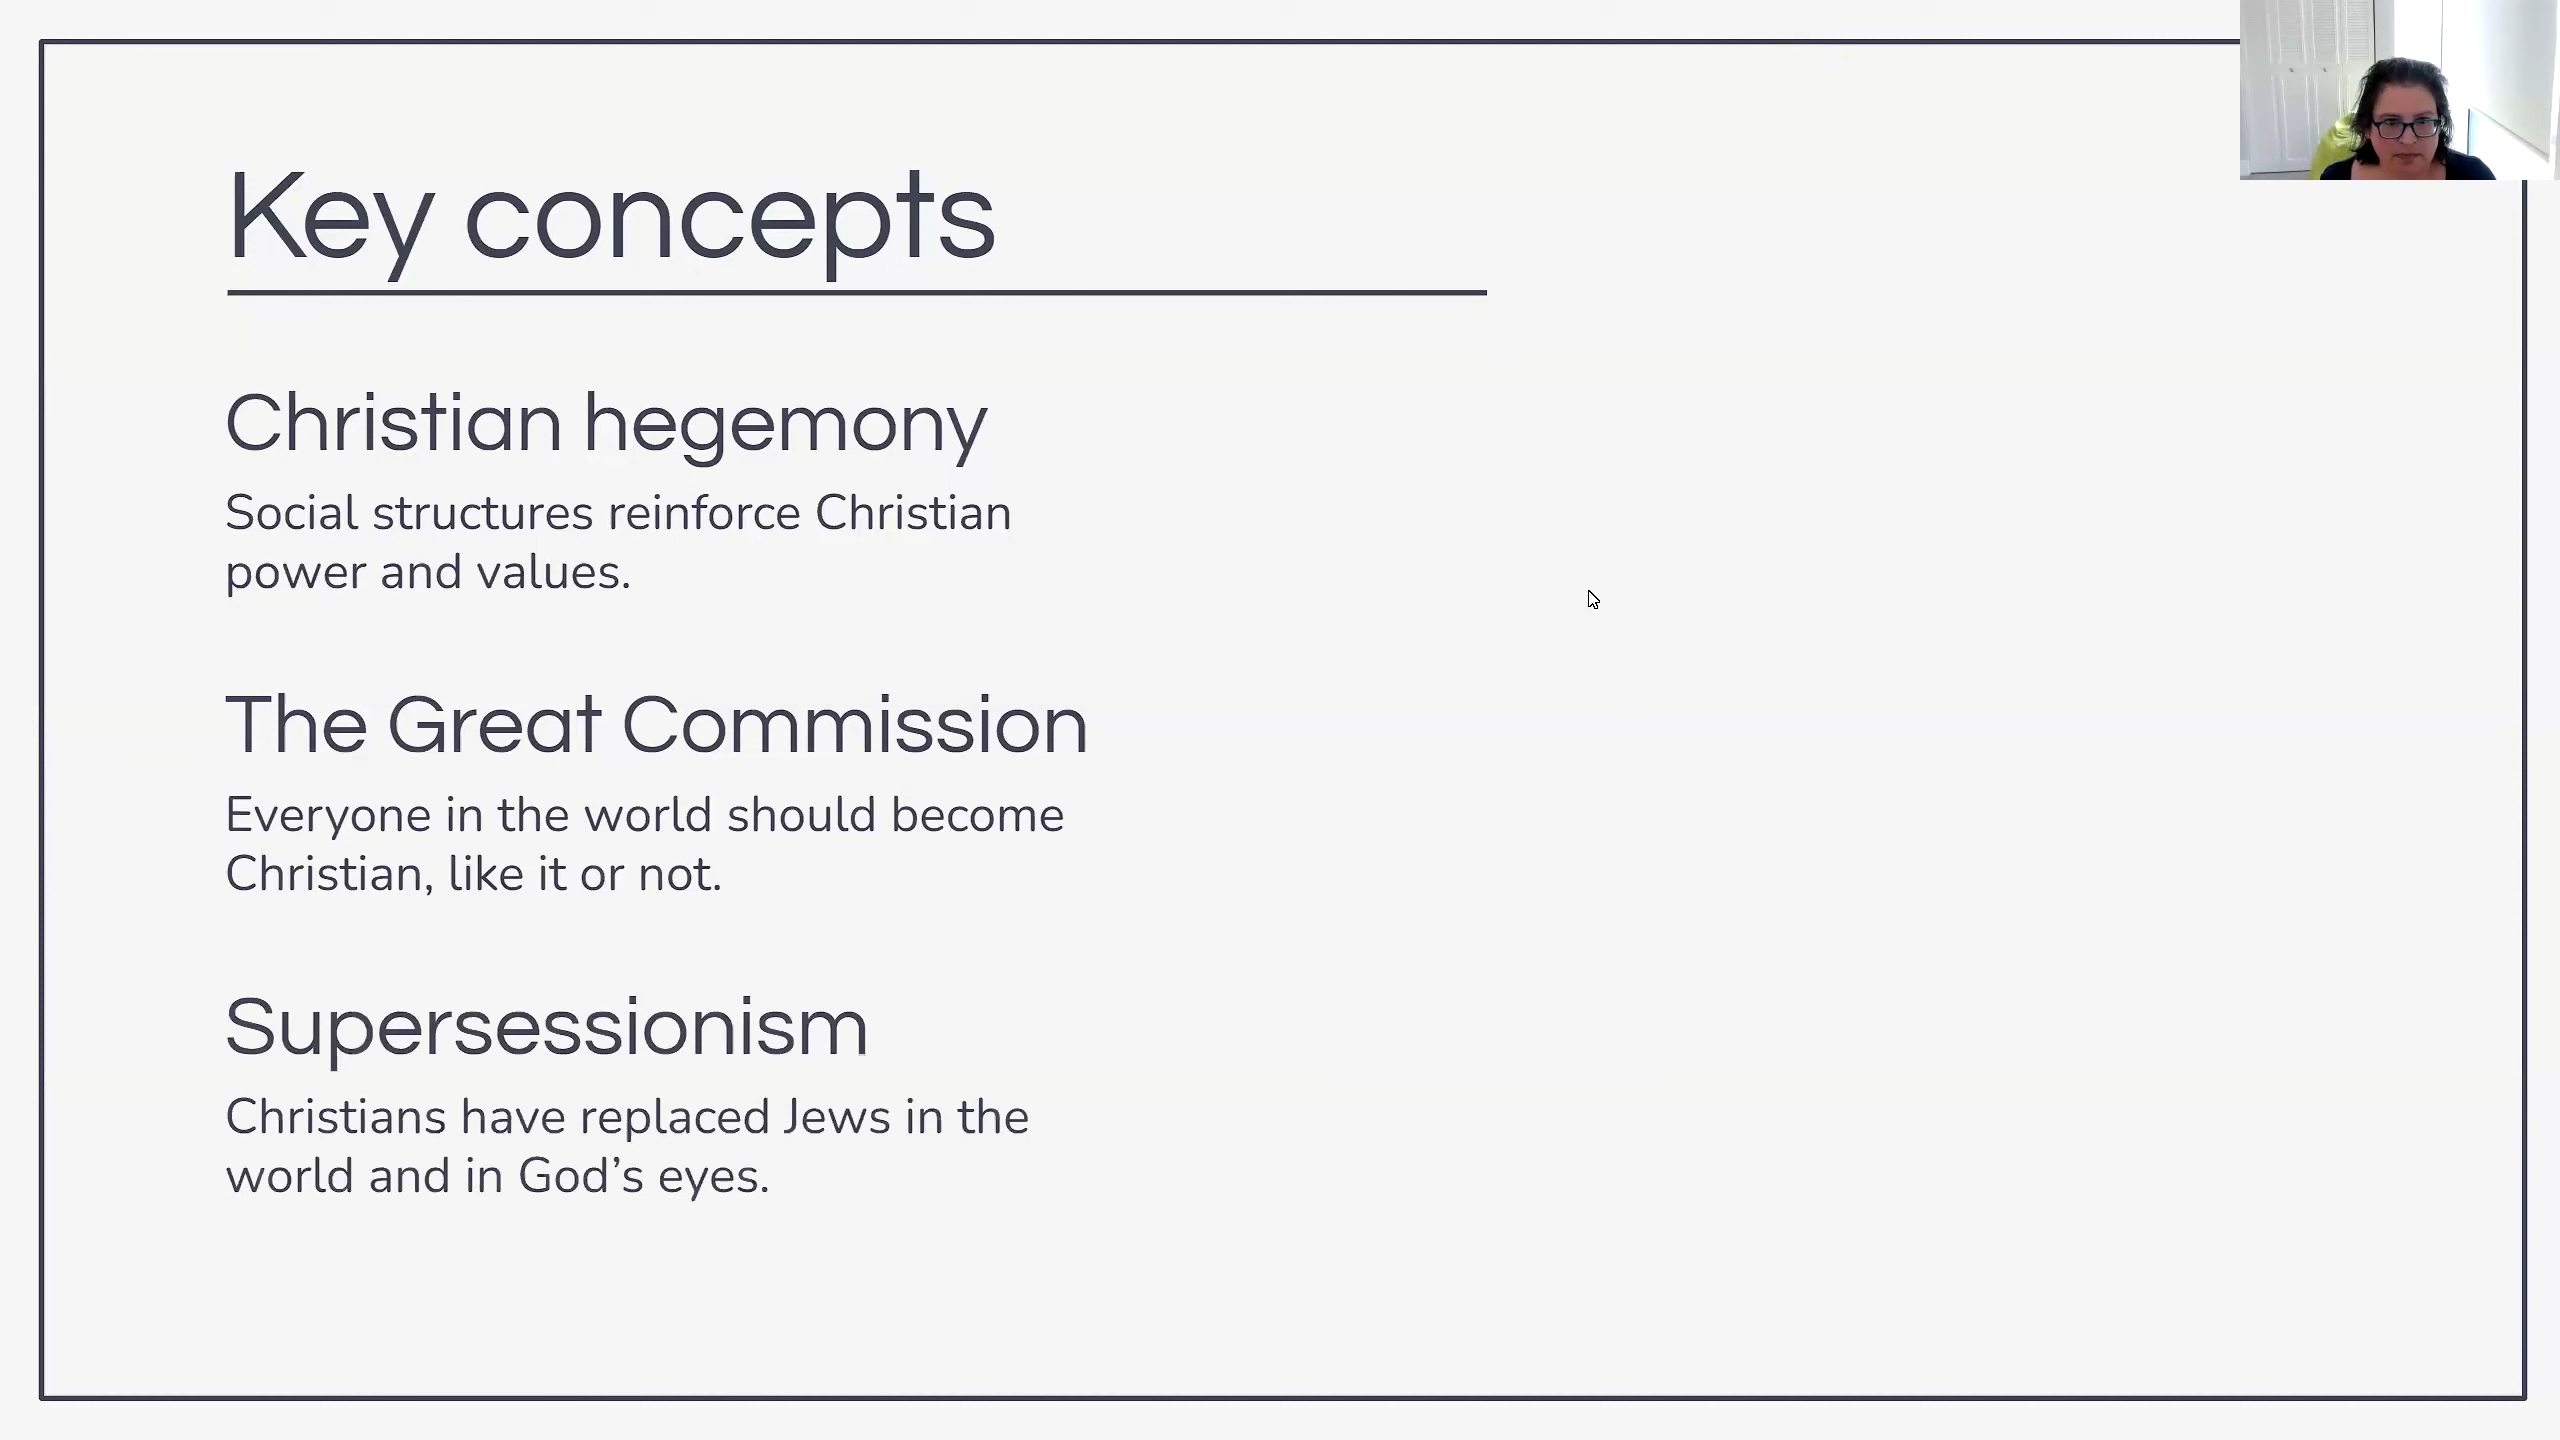 Key concepts
Christian hegemony
Social structures reinforce Christian
power and values.
The Great Commission
Everyone in the world should become
Christian, like it or not.
Supersessionism
Christians have replaced Jews in the
world and in God’s eyes.